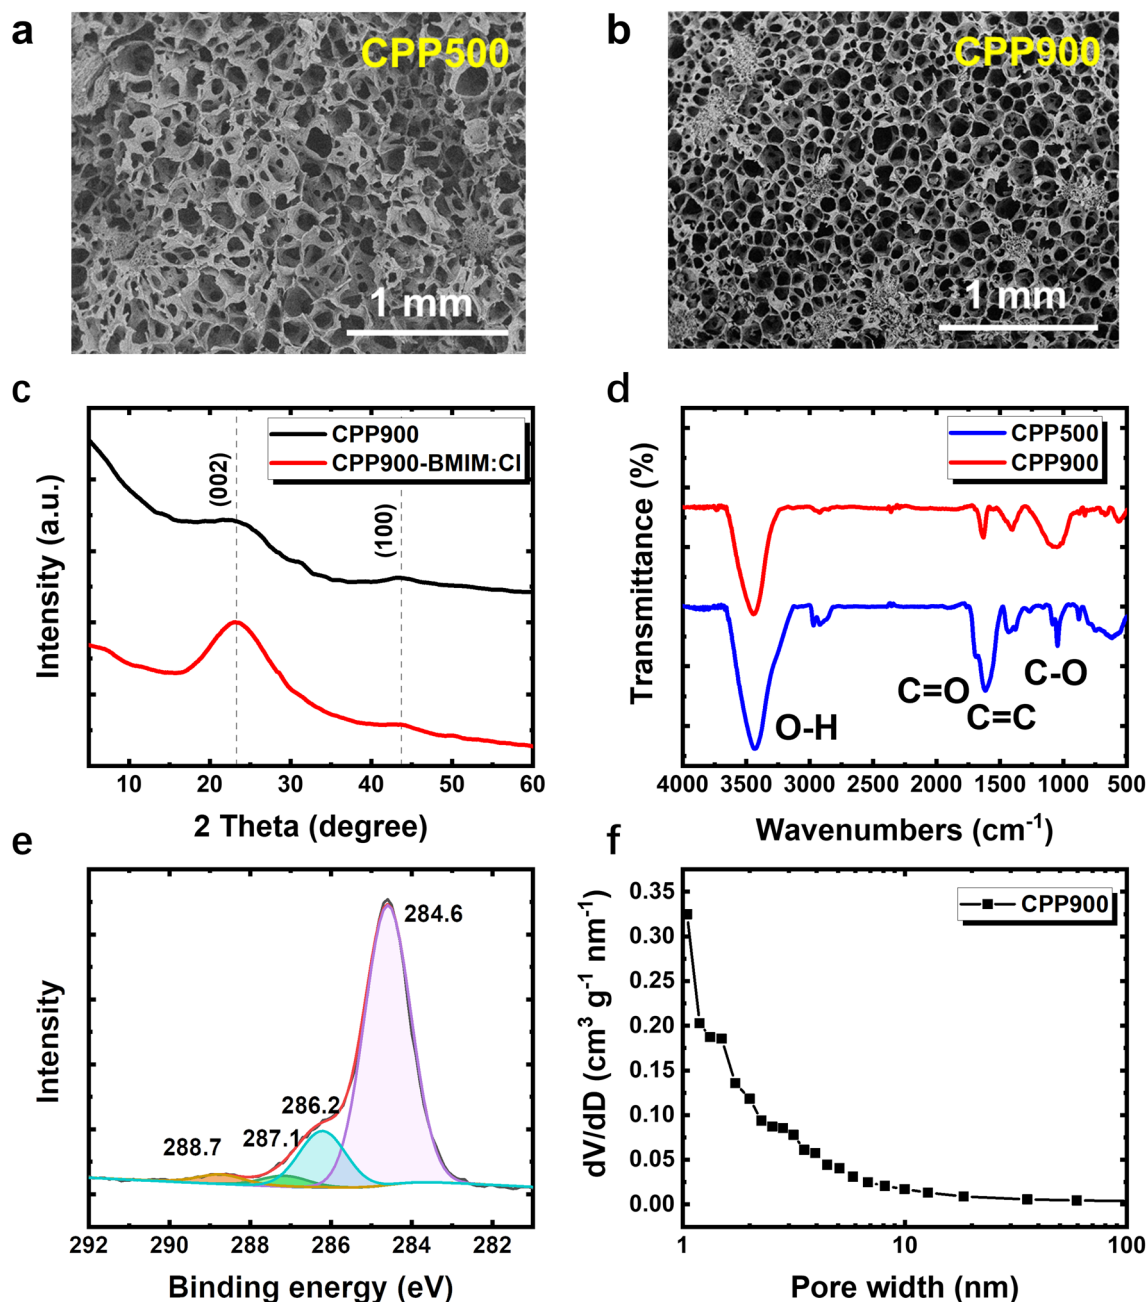 a
CPP500
1 mm
b
CPP900
1 mm
c
Intensity (a.u.)
CPP900
CPP900-BMIM:Cl
(002)
(100)
10 20 30 40 50 60
2 Theta (degree)
d
Transmittance (%)
CPP500
CPP900
O-H
C=O
C=C
C-O
4000 3500 3000 2500 2000 1500 1000 500
Wavenumbers (cm⁻¹)
e
Intensity
284.6
286.2
287.1
288.7
292 290 288 286 284 282
Binding energy (eV)
f
dV/dD (cm³ g⁻¹ nm⁻¹)
0.35
0.30
0.25
0.20
0.15
0.10
0.05
0.00
CPP900
1 10 100
Pore width (nm)